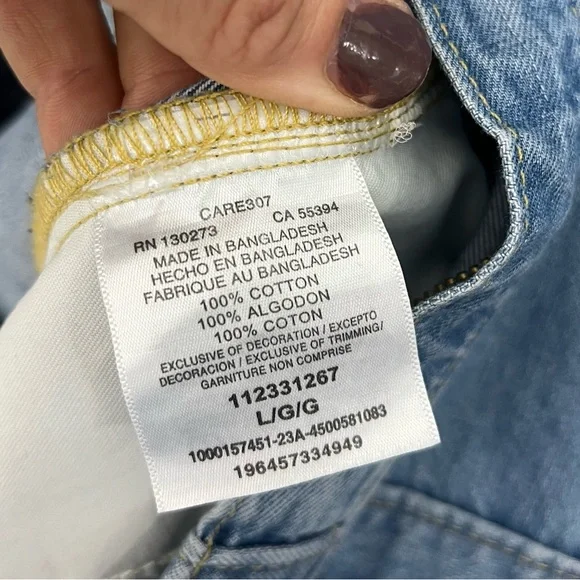 CARE307
RN 130273 CA 55394
MADE IN BANGLADESH
HECHO EN BANGLADESH
FABRIQUE AU BANGLADESH
100% COTTON
100% ALGODON
100% COTON
EXCLUSIVE OF DECORATION / EXCEPTO
DECORACION / EXCLUSIVE OF TRIMMING/
GARNITURE NON COMPRISE
112331267
L/G/G
1000157451-23A-4500581083
196457334949